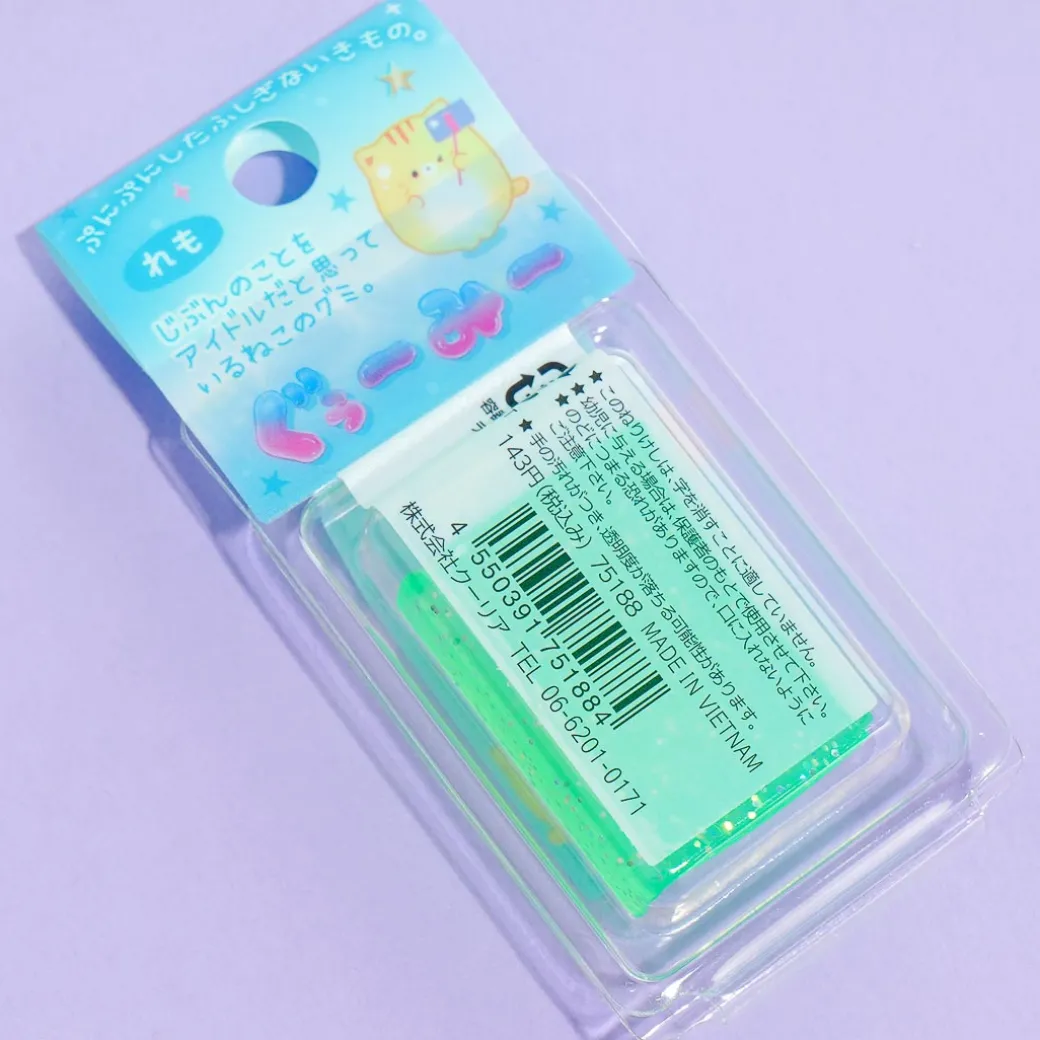 ぷにぷにしたふしぎないきもの。
れも
じぶんのことを
アイドルだと思って
いるねこのグミ。
ぐーみー
★このねりけしは、字を消すことに適していません。
★幼児に与える場合は、保護者のもとで使用させて下さい。
★のどにつまる恐れがありますので、口に入れないように
ご注意下さい。
★手の汚れがつき、透明度が落ちる可能性があります。
143円(税込み) 75188 MADE IN VIETNAM
4 550391 751884
株式会社クーリア TEL 06-6201-0171